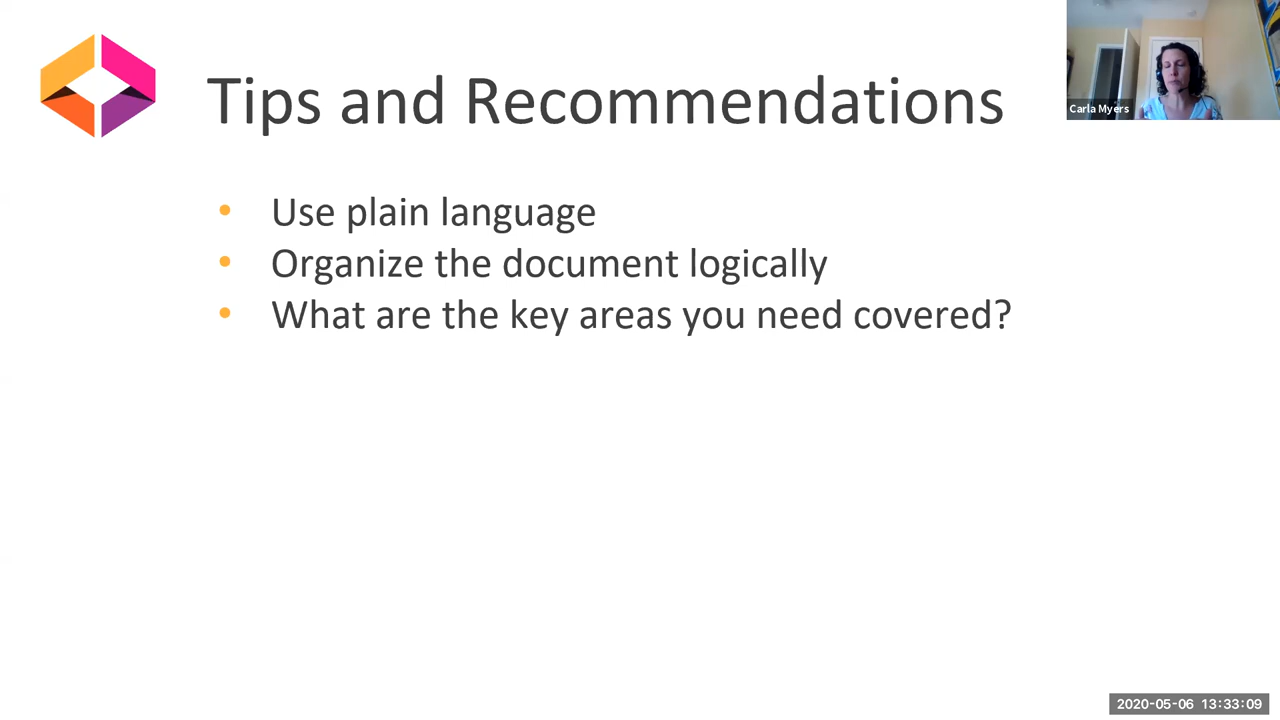 Tips and Recommendations
Carla Myers
• Use plain language
• Organize the document logically
• What are the key areas you need covered?
2020-05-06 13:33:09